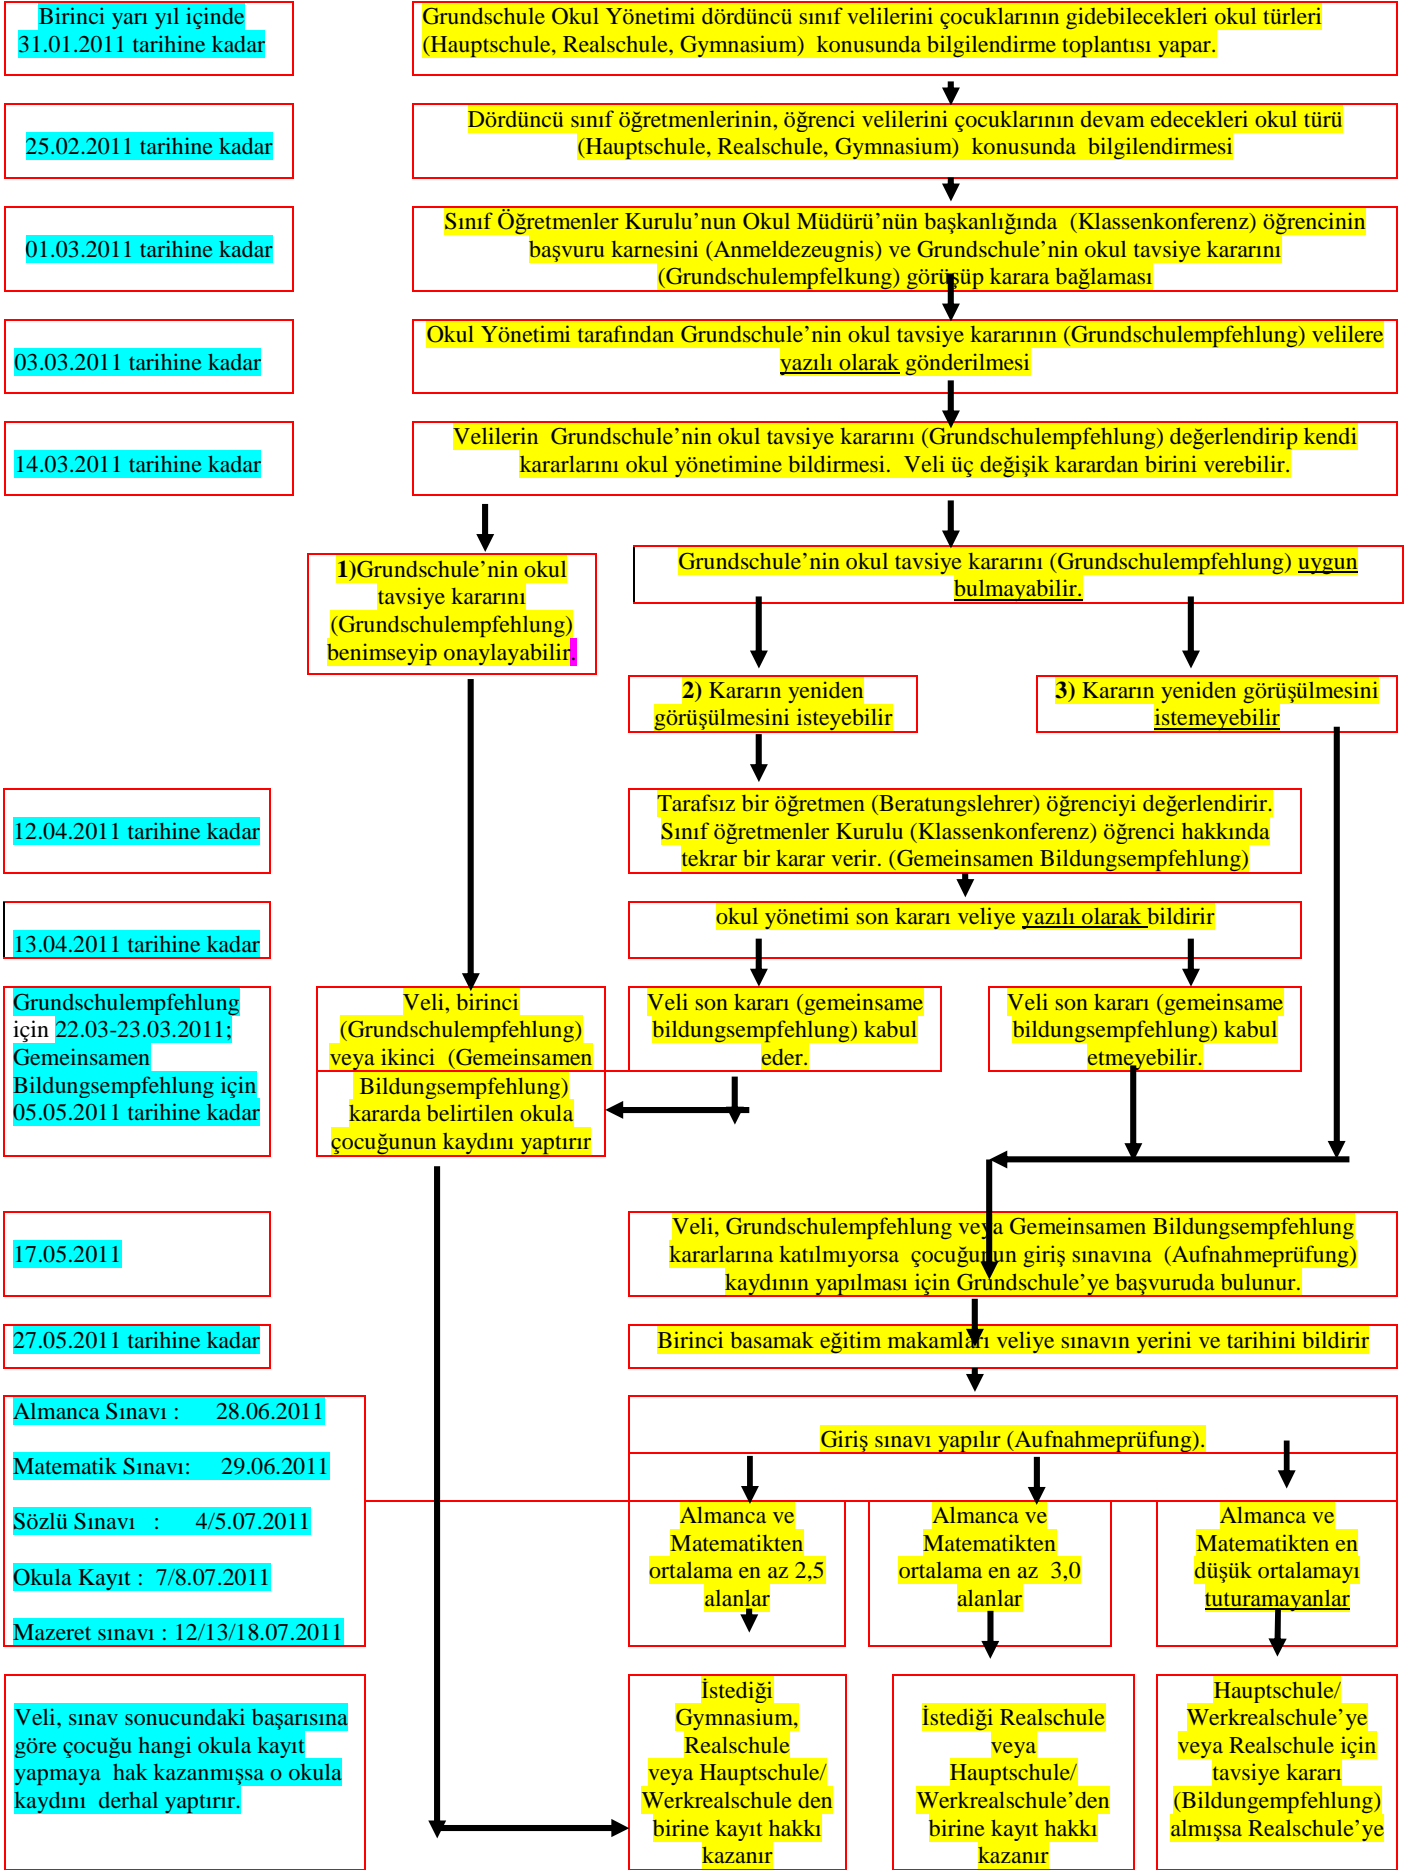 Birinci yarı yıl içinde
31.01.2011 tarihine kadar
Grundschule Okul Yönetimi dördüncü sınıf velilerini çocuklarının gidebilecekleri okul türleri
(Hauptschule, Realschule, Gymnasium) konusunda bilgilendirme toplantısı yapar.
25.02.2011 tarihine kadar
Dördüncü sınıf öğretmenlerinin, öğrenci velilerini çocuklarının devam edecekleri okul türü
(Hauptschule, Realschule, Gymnasium) konusunda bilgilendirmesi
01.03.2011 tarihine kadar
Sınıf Öğretmenler Kurulu’nun Okul Müdürü’nün başkanlığında (Klassenkonferenz) öğrencinin
başvuru karnesini (Anmeldezeugnis) ve Grundschule’nin okul tavsiye kararını
(Grundschulempfelkung) görüşüp karara bağlaması
03.03.2011 tarihine kadar
Okul Yönetimi tarafından Grundschule’nin okul tavsiye kararının (Grundschulempfehlung) velilere
yazılı olarak gönderilmesi
14.03.2011 tarihine kadar
Velilerin Grundschule’nin okul tavsiye kararını (Grundschulempfehlung) değerlendirip kendi
kararlarını okul yönetimine bildirmesi. Veli üç değişik karardan birini verebilir.
1)Grundschule’nin okul
tavsiye kararını
(Grundschulempfehlung)
benimseyip onaylayabilir.
Grundschule’nin okul tavsiye kararını (Grundschulempfehlung) uygun
bulmayabilir.
2) Kararın yeniden
görüşülmesini isteyebilir
3) Kararın yeniden görüşülmesini
istemeyebilir
12.04.2011 tarihine kadar
Tarafsız bir öğretmen (Beratungslehrer) öğrenciyi değerlendirir.
Sınıf öğretmenler Kurulu (Klassenkonferenz) öğrenci hakkında
tekrar bir karar verir. (Gemeinsamen Bildungsempfehlung)
13.04.2011 tarihine kadar
okul yönetimi son kararı veliye yazılı olarak bildirir
Grundschulempfehlung
için 22.03-23.03.2011;
Gemeinsamen
Bildungsempfehlung için
05.05.2011 tarihine kadar
Veli, birinci
(Grundschulempfehlung)
veya ikinci (Gemeinsamen
Bildungsempfehlung)
kararda belirtilen okula
çocuğunun kaydını yaptırır
Veli son kararı (gemeinsame
bildungsempfehlung) kabul
eder.
Veli son kararı (gemeinsame
bildungsempfehlung) kabul
etmeyebilir.
17.05.2011
Veli, Grundschulempfehlung veya Gemeinsamen Bildungsempfehlung
kararlarına katılmıyorsa çocuğunun giriş sınavına (Aufnahmeprüfung)
kaydının yapılması için Grundschule’ye başvuruda bulunur.
27.05.2011 tarihine kadar
Birinci basamak eğitim makamları veliye sınavın yerini ve tarihini bildirir
Almanca Sınavı : 28.06.2011
Matematik Sınavı: 29.06.2011
Sözlü Sınavı : 4/5.07.2011
Okula Kayıt : 7/8.07.2011
Mazeret sınavı : 12/13/18.07.2011
Giriş sınavı yapılır (Aufnahmeprüfung).
Almanca ve
Matematikten
ortalama en az 2,5
alanlar
Almanca ve
Matematikten
ortalama en az 3,0
alanlar
Almanca ve
Matematikten en
düşük ortalamayı
tuturamayanlar
Veli, sınav sonucundaki başarısına
göre çocuğu hangi okula kayıt
yapmaya hak kazanmışsa o okula
kaydını derhal yaptırır.
İstediği
Gymnasium,
Realschule
veya Hauptschule/
Werkrealschule den
birine kayıt hakkı
kazanır
İstediği Realschule
veya
Hauptschule/
Werkrealschule’den
birine kayıt hakkı
kazanır
Hauptschule/
Werkrealschule’ye
veya Realschule için
tavsiye kararı
(Bildungempfehlung)
almışsa Realschule’ye